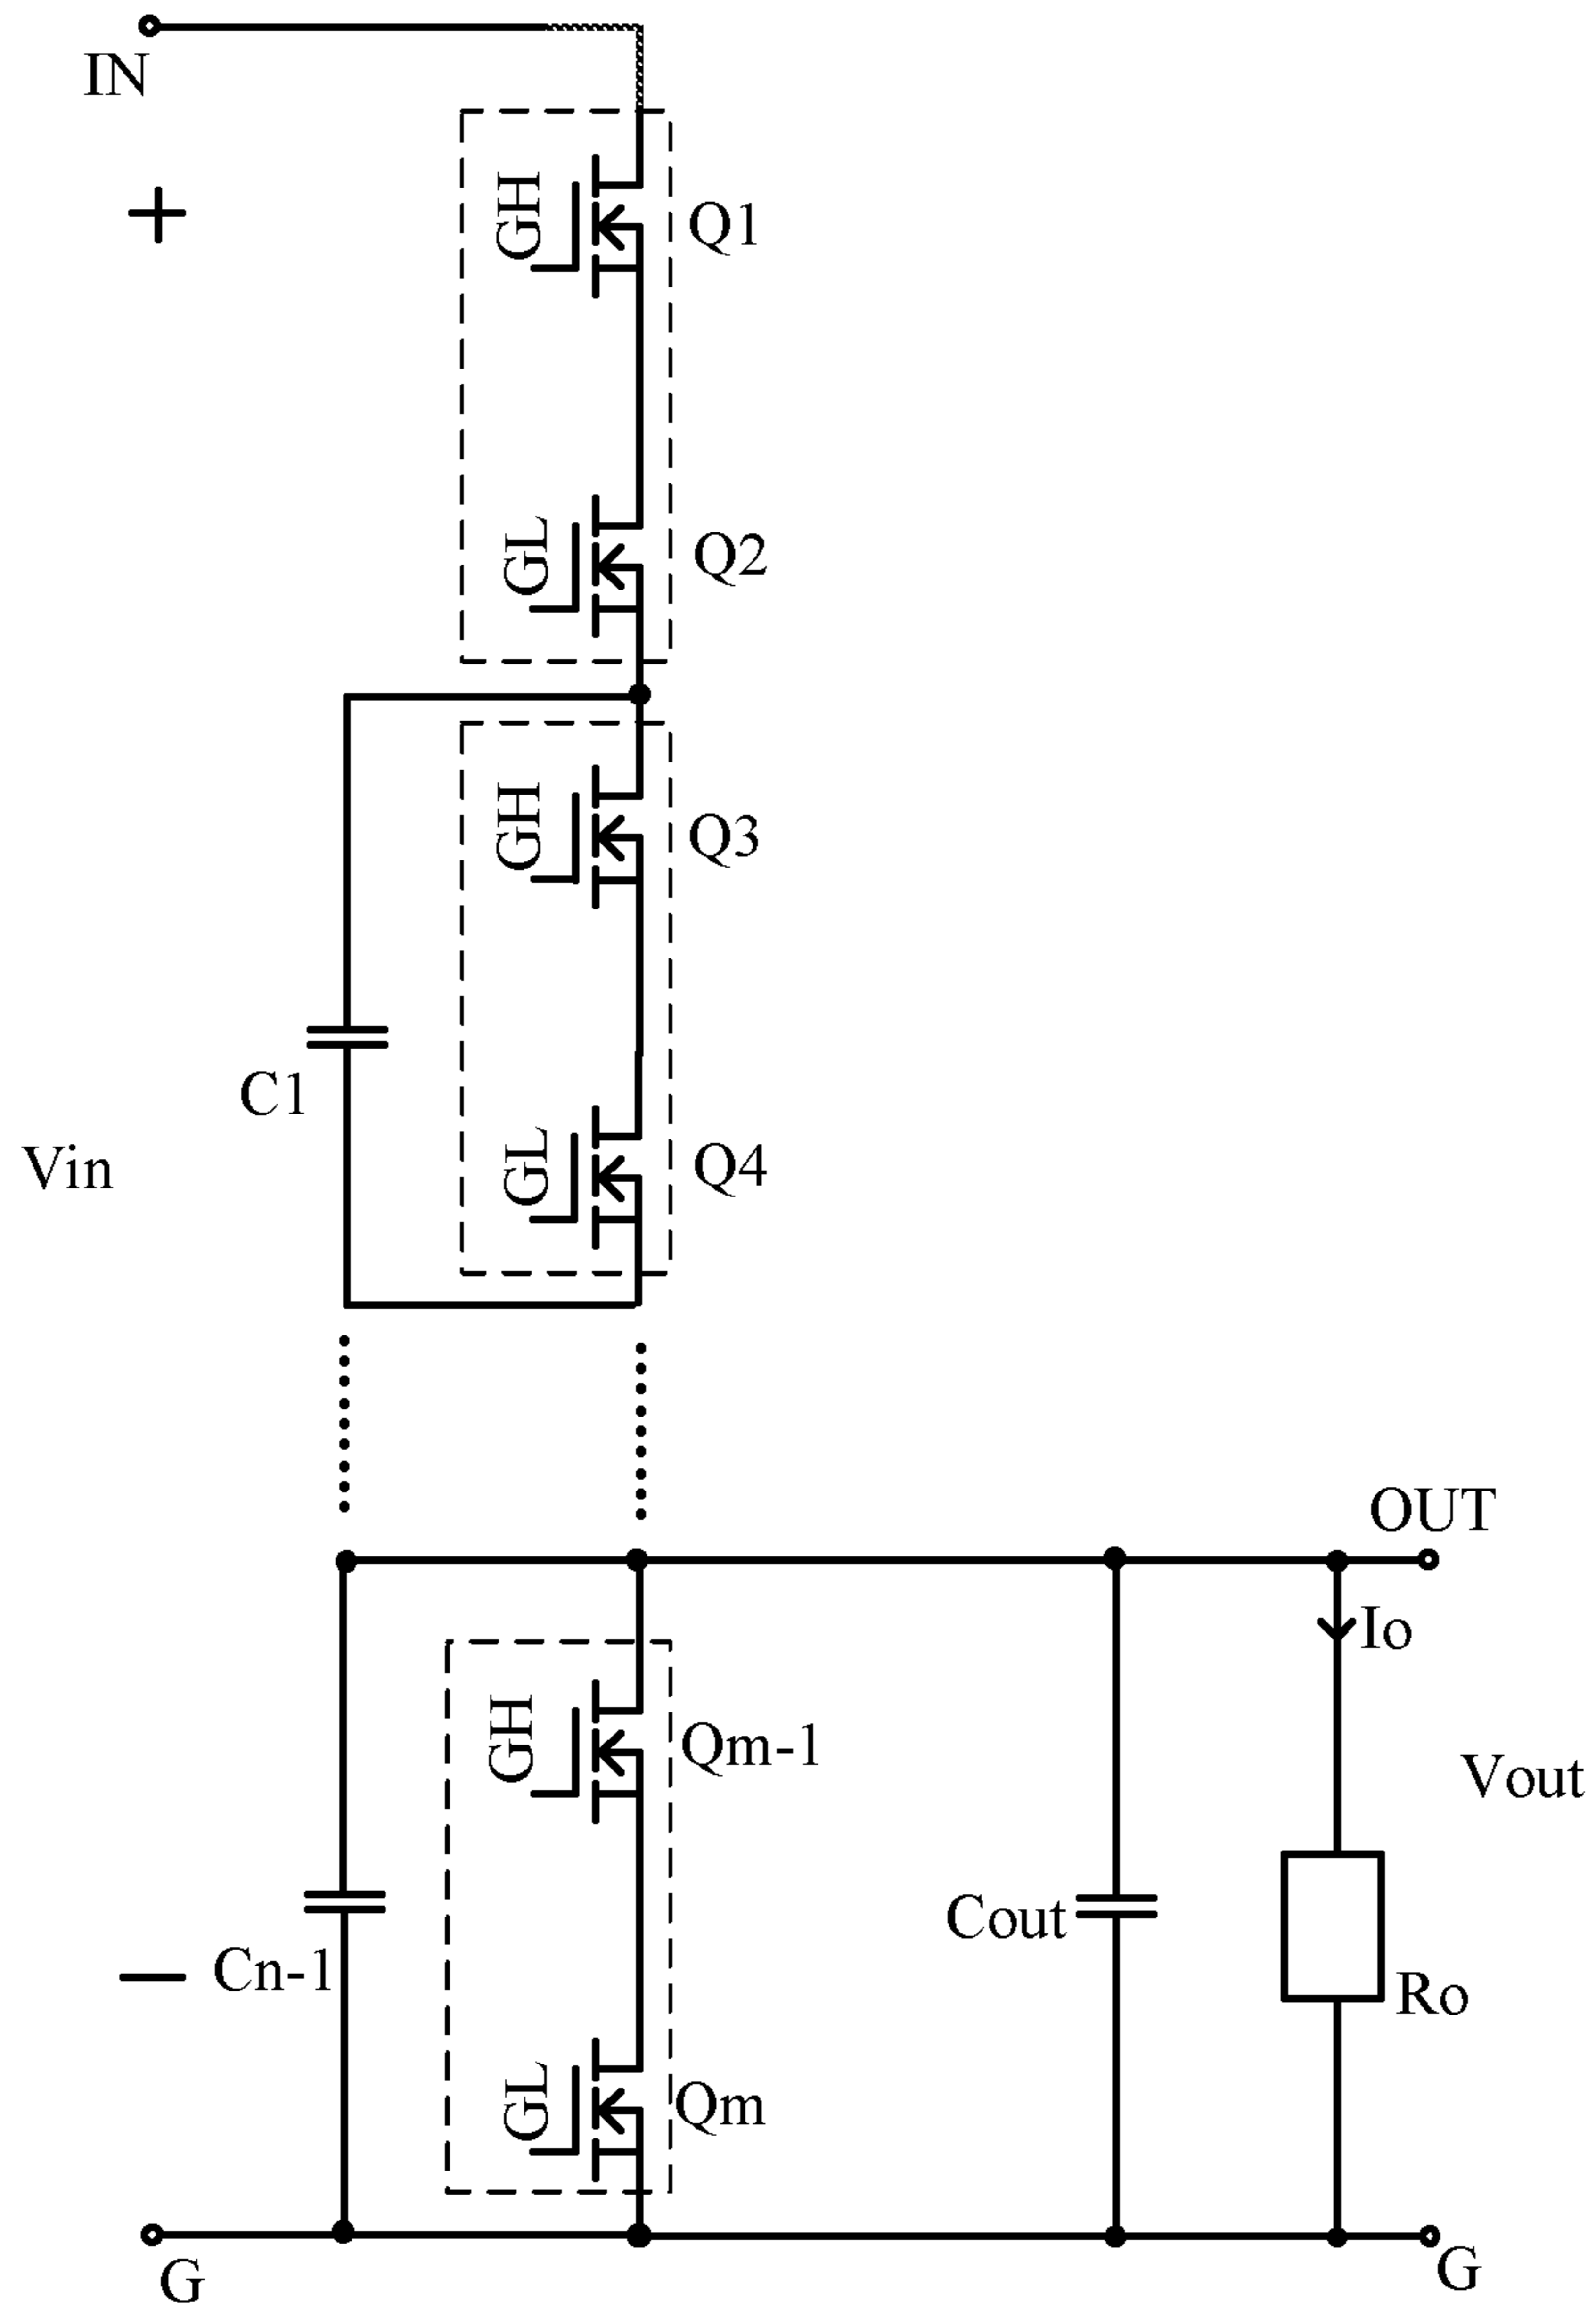 IN
+
GH
Q1
GL
Q2
GH
Q3
C1
GL
Q4
Vin
OUT
Io
GH
Qm-1
Vout
Cout
Cn-1
−
Ro
GL
Qm
G
G